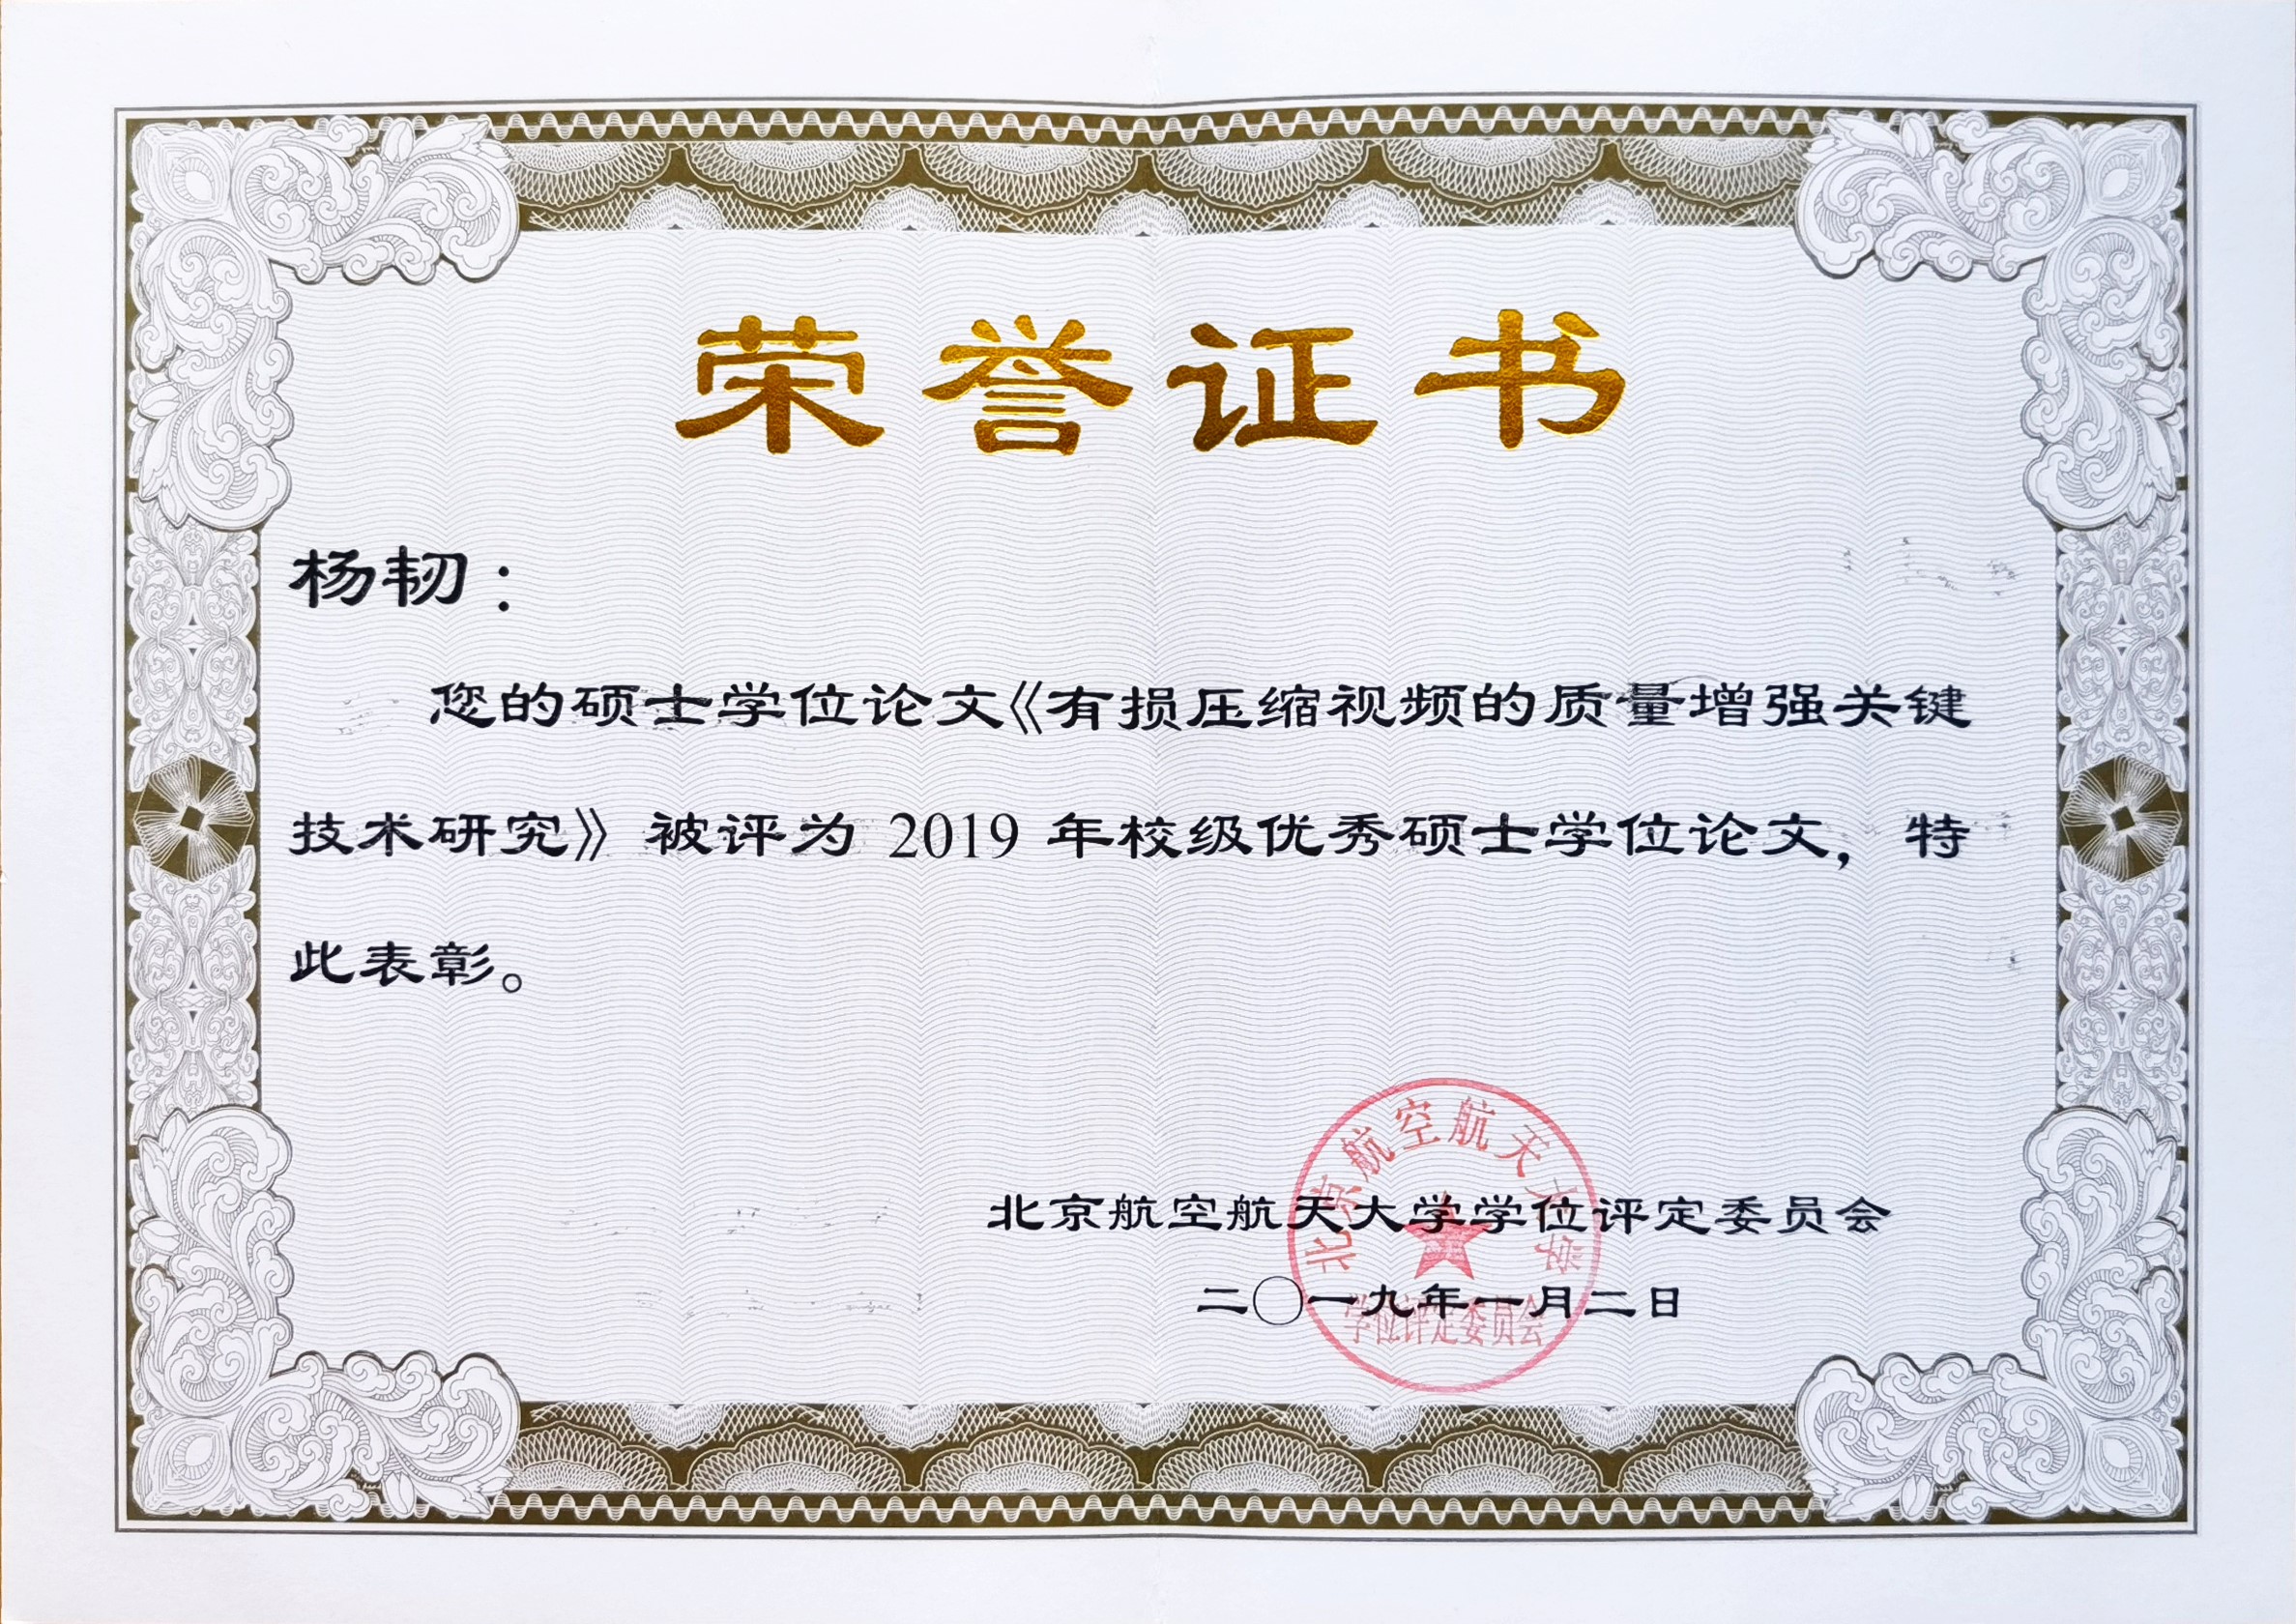 荣誉证书
杨韧：
您的硕士学位论文《有损压缩视频的质量增强关键
技术研究》被评为 2019 年校级优秀硕士学位论文，特
此表彰。
北京航空航天大学学位评定委员会
二〇一九年一月二日
北京航空航天大学
学位评定委员会